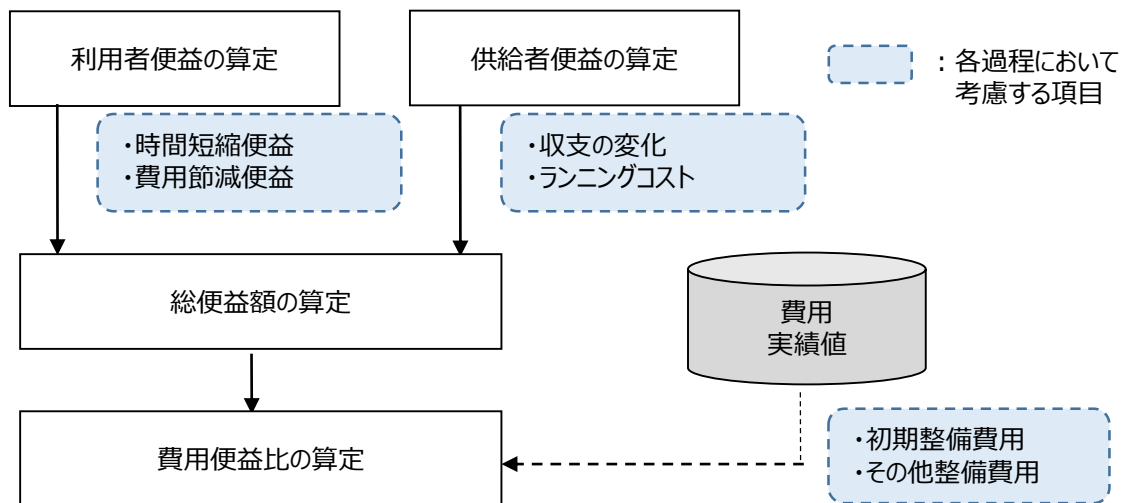 利用者便益の算定
供給者便益の算定
：各過程において
考慮する項目
・時間短縮便益
・費用節減便益
・収支の変化
・ランニングコスト
総便益額の算定
費用
実績値
費用便益比の算定
・初期整備費用
・その他整備費用